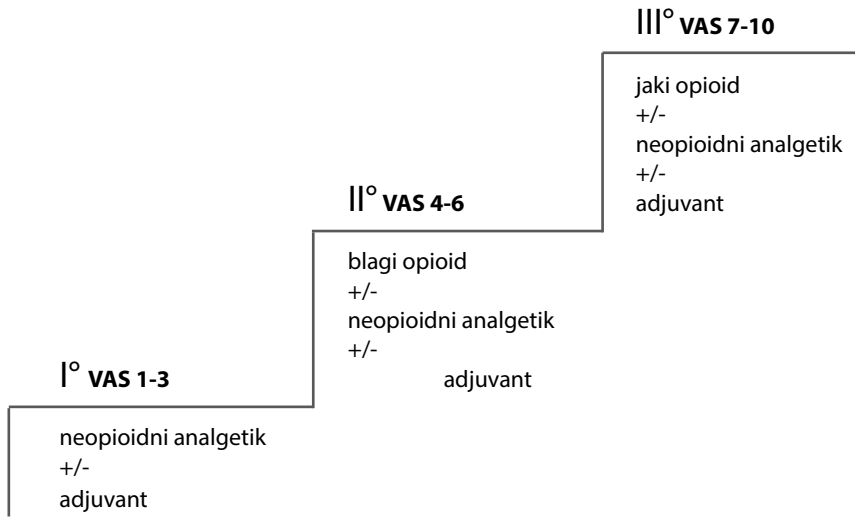 III° VAS 7-10
jaki opioid
+/-
neopioidni analgetik
+/-
adjuvant
II° VAS 4-6
blagi opioid
+/-
neopioidni analgetik
+/-
adjuvant
I° VAS 1-3
neopioidni analgetik
+/-
adjuvant